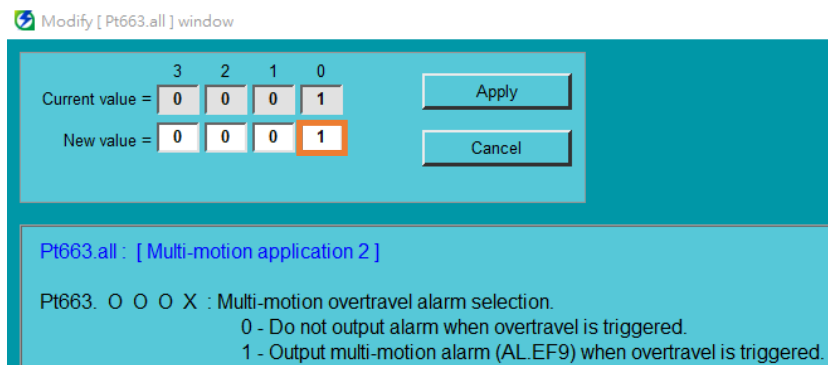 Modify [ Pt663.all ] window
3 2 1 0
Current value = 0 0 0 1 Apply
New value = 0 0 0 1 Cancel
Pt663.all : [ Multi-motion application 2 ]
Pt663. O O O X : Multi-motion overtravel alarm selection.
0 - Do not output alarm when overtravel is triggered.
1 - Output multi-motion alarm (AL.EF9) when overtravel is triggered.